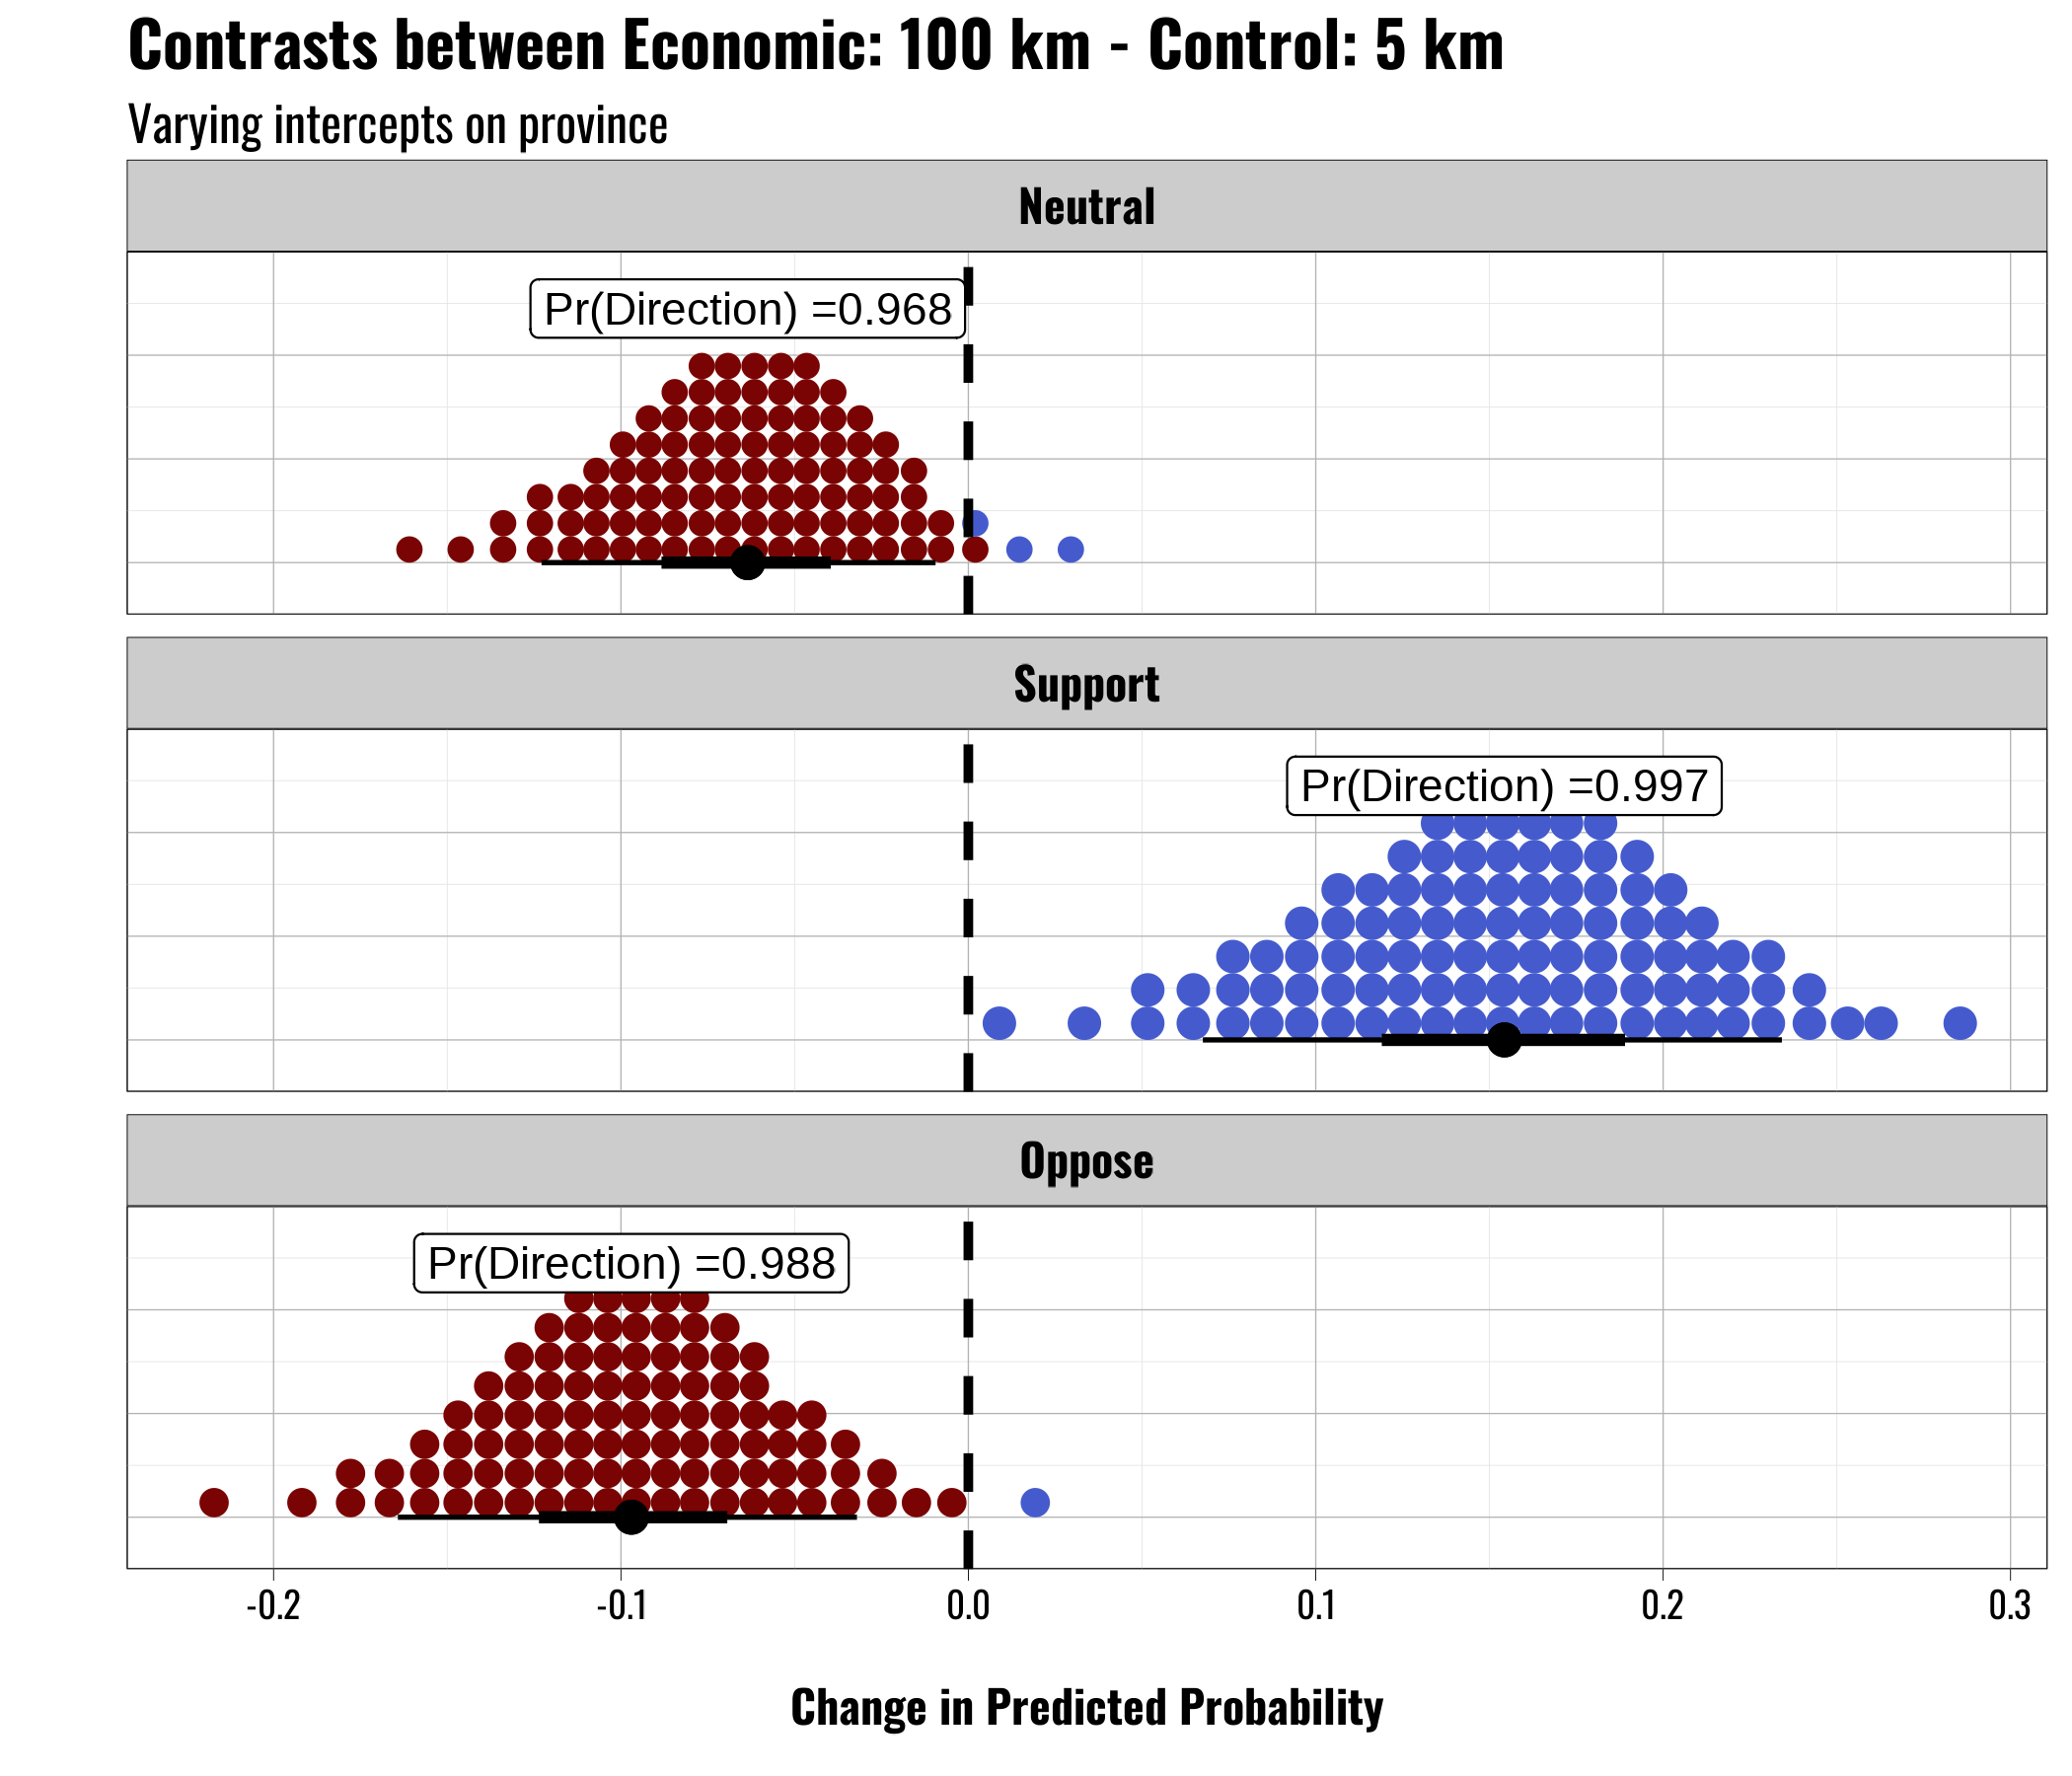 Contrasts between Economic: 100 km - Control: 5 km
Varying intercepts on province
Neutral
Pr(Direction) =0.968
Support
Pr(Direction) =0.997
Oppose
Pr(Direction) =0.988
-0.2 -0.1 0.0 0.1 0.2 0.3
Change in Predicted Probability